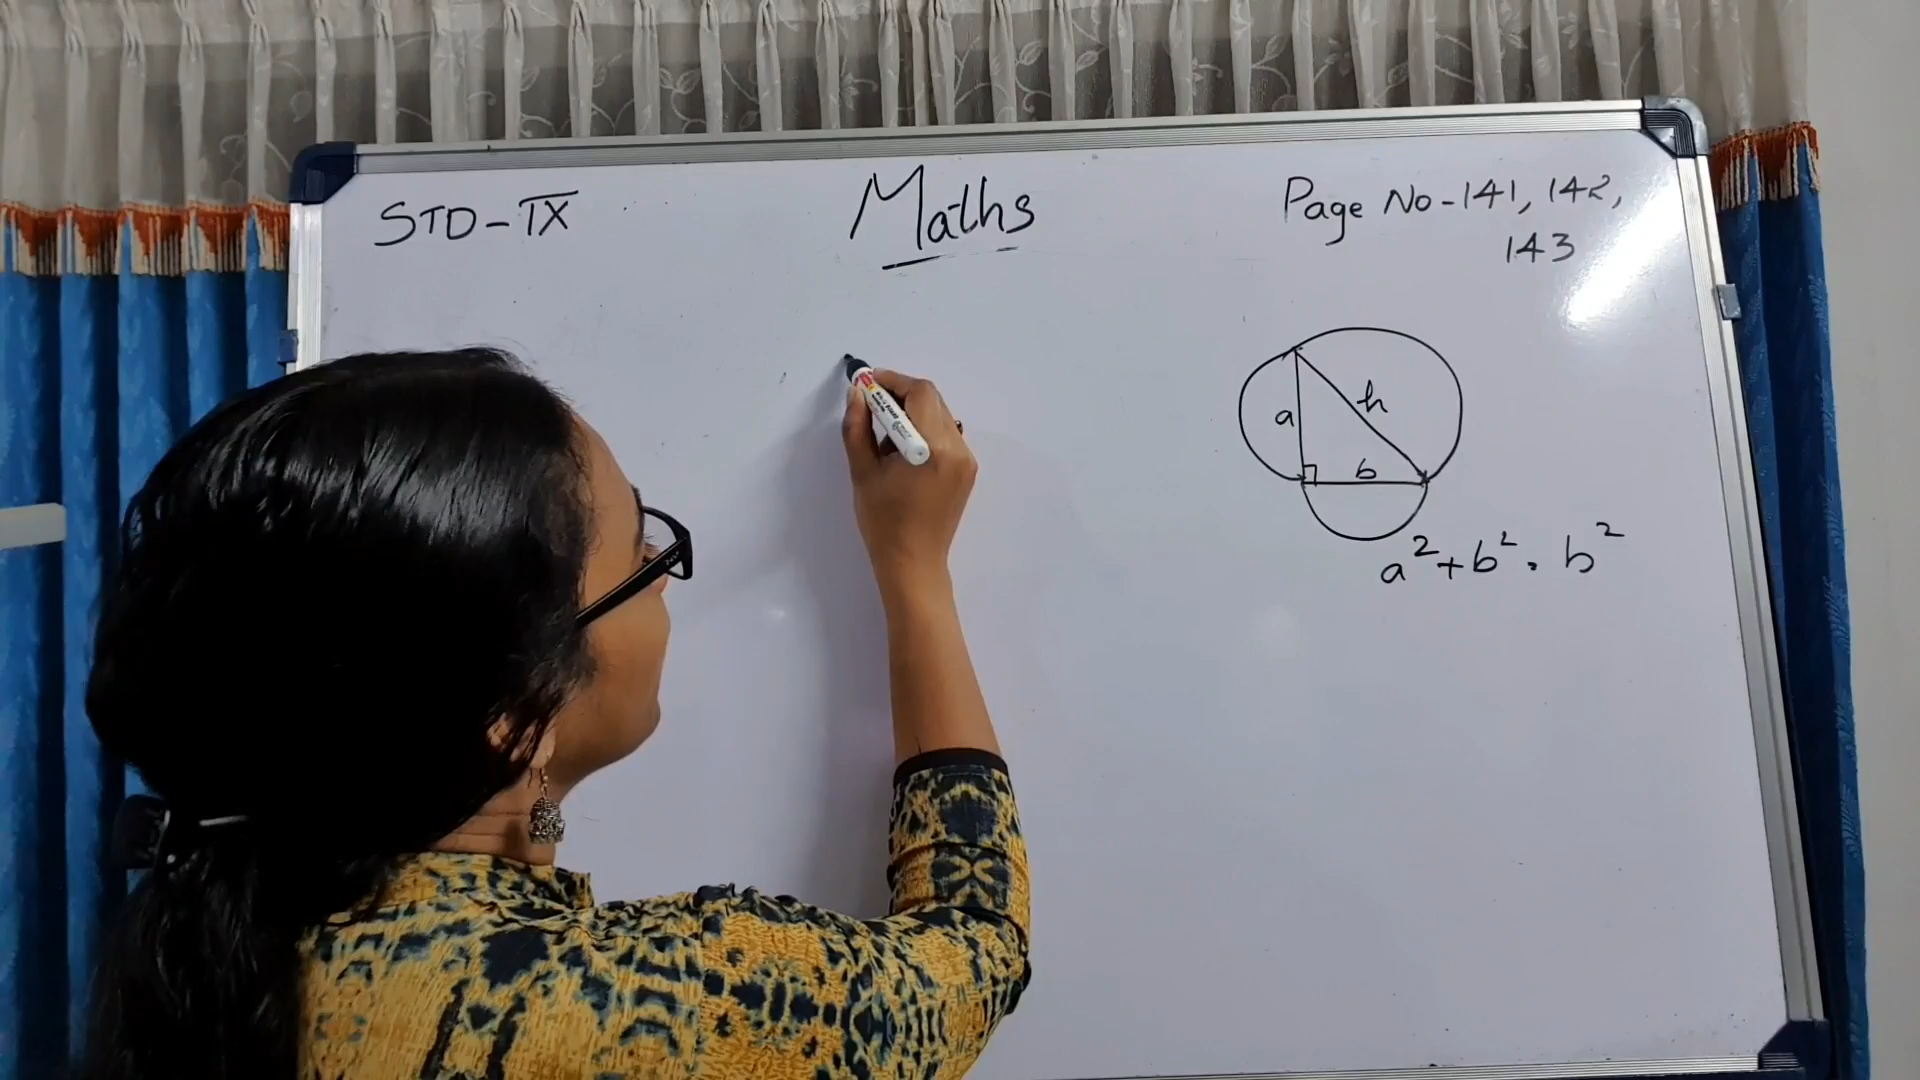 STD-IX
Maths
Page No-141, 142,
143
a
h
b
a²+b² = h²